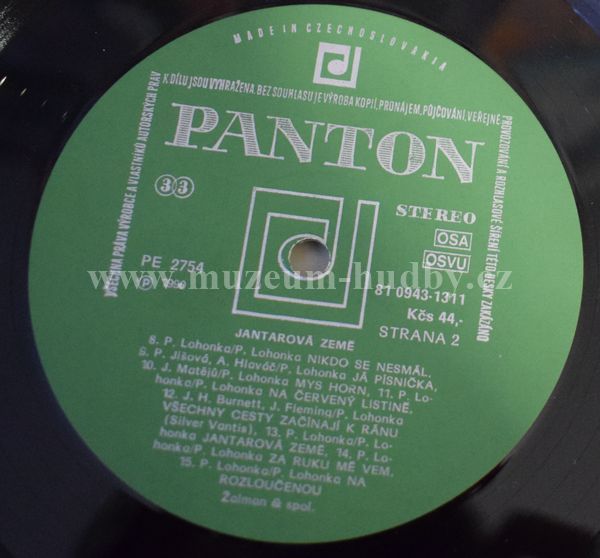 MADE IN CZECHOSLOVAKIA
VŠECHNA PRÁVA VÝROBCE A VLASTNÍKŮ AUTORSKÝCH PRÁV
K DÍLU JSOU VYHRAŽENA. BEZ SOUHLASU JE VÝROBA KOPIÍ, PRONÁJEM, PŮJČOVÁNÍ, VEŘEJNÉ
PROVOZOVÁNÍ A ROZHLASOVÉ ŠÍŘENÍ TÉTO DESKY ZAKÁZÁNO
PANTON
33
STEREO
OSA
OSVU
PE 2754
℗ 1990
www.muzeum-hudby.cz
81 0943-1311
Kčs 44,-
STRANA 2
JANTAROVÁ ZEMĚ
8. P. Lohonka/P. Lohonka NIKDO SE NESMÁL,
9. P. Jišová, A. Hlaváč/P. Lohonka JÁ PÍSNIČKA,
10. J. Matějů/P. Lohonka MYS HORN, 11. P. Lo-
honka/P. Lohonka NA ČERVENÝ LISTINĚ,
12. J. H. Burnett, J. Fleming/P. Lohonka
VŠECHNY CESTY ZAČÍNAJÍ K RÁNU
(Silver Vantis), 13. P. Lohonka/P. Lo-
honka JANTAROVÁ ZEMĚ, 14. P. Lo-
honka/P. Lohonka ZA RUKU MĚ VEM,
15. P. Lohonka/P. Lohonka NA
ROZLOUČENOU
Žalman & spol.